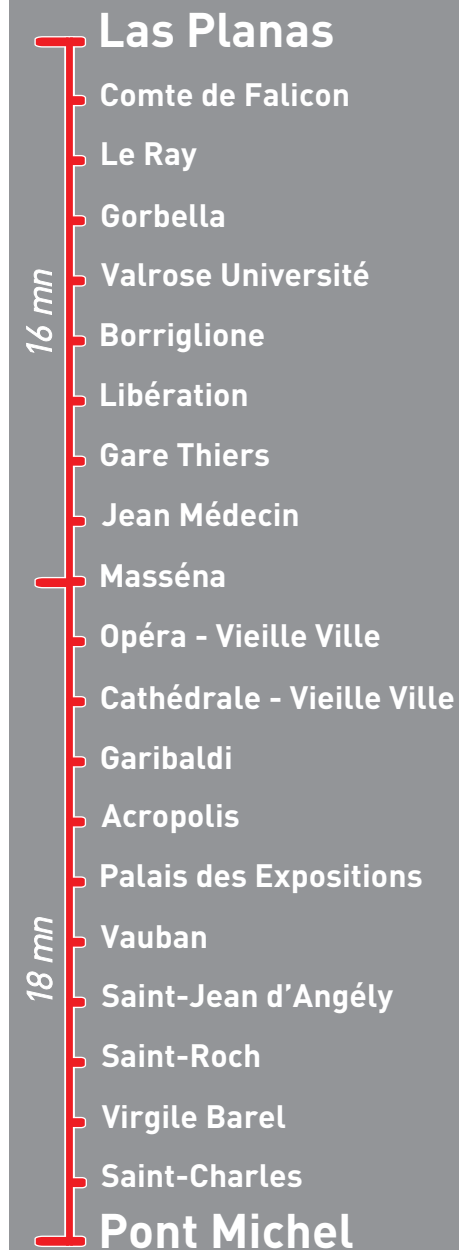 Las Planas
Comte de Falicon
Le Ray
Gorbella
Valrose Université
16 mn
Borriglione
Libération
Gare Thiers
Jean Médecin
Masséna
Opéra - Vieille Ville
Cathédrale - Vieille Ville
Garibaldi
Acropolis
Palais des Expositions
Vauban
18 mn
Saint-Jean d’Angély
Saint-Roch
Virgile Barel
Saint-Charles
Pont Michel